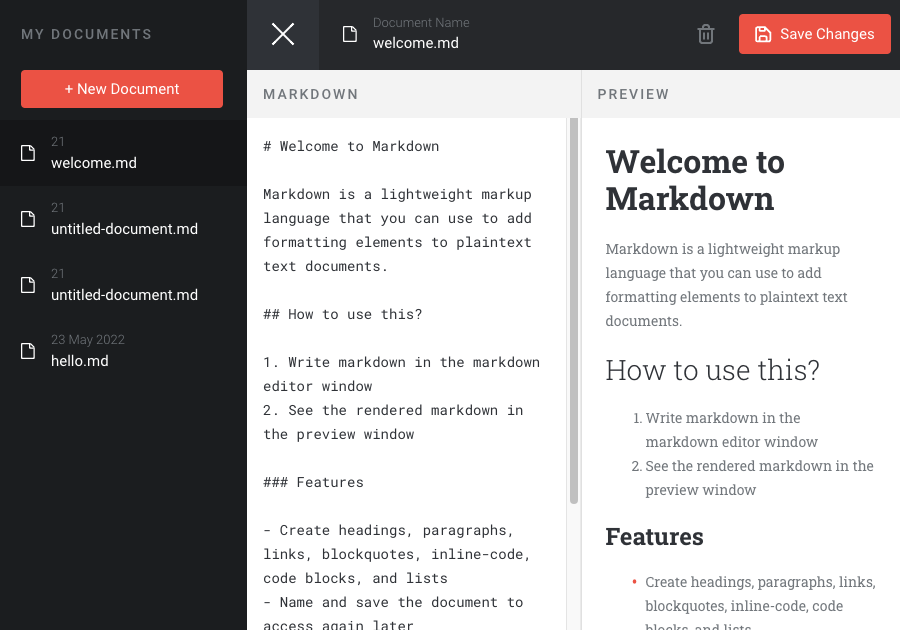 MY DOCUMENTS
+ New Document
21
welcome.md
21
untitled-document.md
21
untitled-document.md
23 May 2022
hello.md
Document Name
welcome.md
Save Changes
MARKDOWN
# Welcome to Markdown
Markdown is a lightweight markup
language that you can use to add
formatting elements to plaintext
text documents.
## How to use this?
1. Write markdown in the markdown
editor window
2. See the rendered markdown in
the preview window
### Features
- Create headings, paragraphs,
links, blockquotes, inline-code,
code blocks, and lists
- Name and save the document to
access again later
PREVIEW
Welcome to
Markdown
Markdown is a lightweight markup
language that you can use to add
formatting elements to plaintext text
documents.
How to use this?
1. Write markdown in the
markdown editor window
2. See the rendered markdown in the
preview window
Features
• Create headings, paragraphs, links,
blockquotes, inline-code, code
blocks, and lists